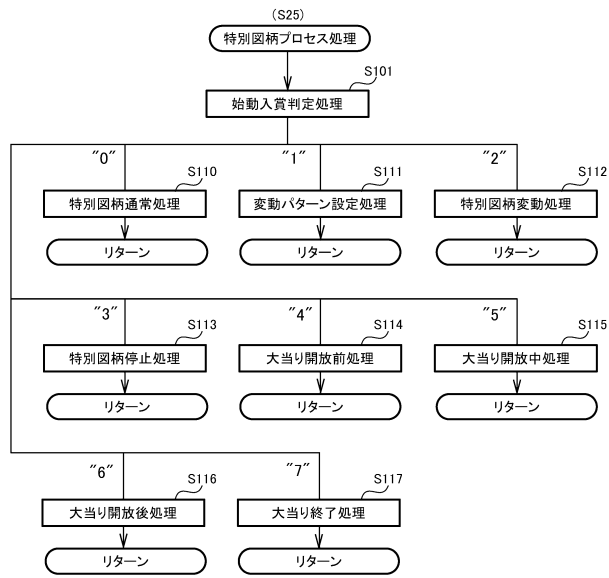 (S25)
特別図柄プロセス処理
S101
始動入賞判定処理
"0" "1" "2"
S110 S111 S112
特別図柄通常処理 変動パターン設定処理 特別図柄変動処理
リターン リターン リターン
"3" "4" "5"
S113 S114 S115
特別図柄停止処理 大当り開放前処理 大当り開放中処理
リターン リターン リターン
"6" "7"
S116 S117
大当り開放後処理 大当り終了処理
リターン リターン